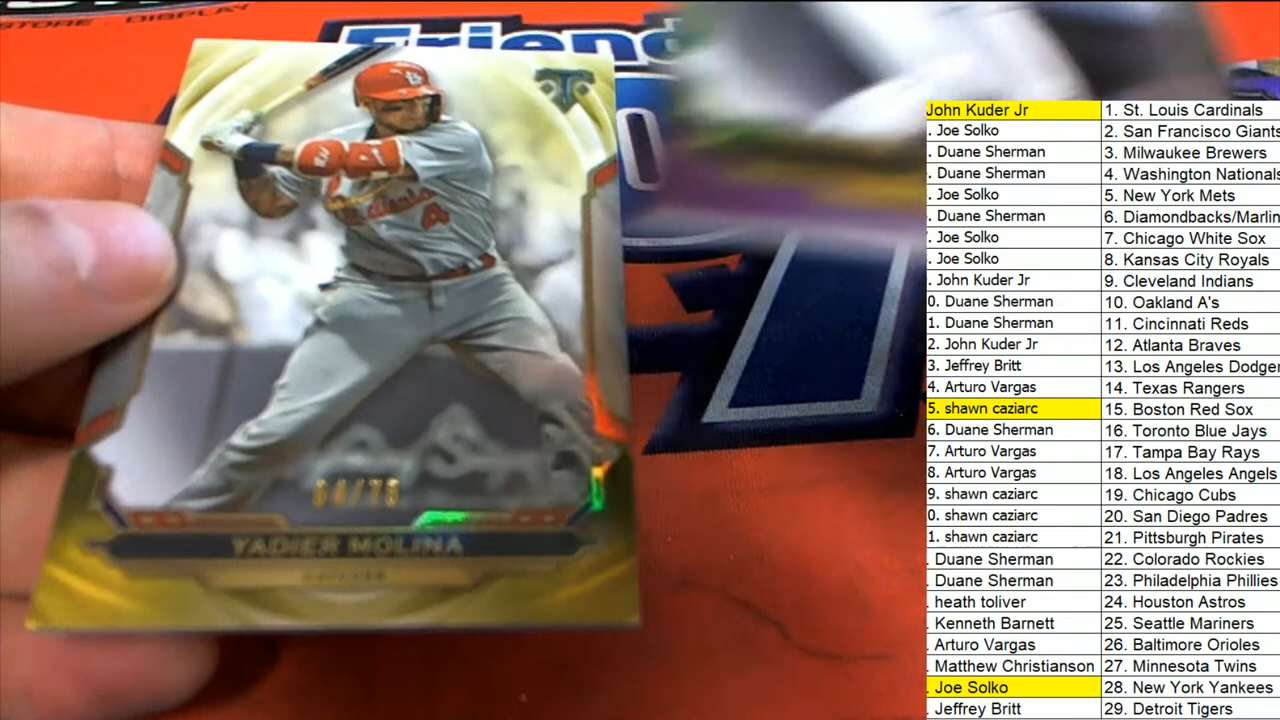 STORE - DISPLAY
Friend
4
64/75
YADIER MOLINA
CATCHER
John Kuder Jr 1. St. Louis Cardinals
. Joe Solko 2. San Francisco Giants
. Duane Sherman 3. Milwaukee Brewers
. Duane Sherman 4. Washington Nationals
. Joe Solko 5. New York Mets
. Duane Sherman 6. Diamondbacks/Marlin
. Joe Solko 7. Chicago White Sox
. Joe Solko 8. Kansas City Royals
. John Kuder Jr 9. Cleveland Indians
0. Duane Sherman 10. Oakland A's
1. Duane Sherman 11. Cincinnati Reds
2. John Kuder Jr 12. Atlanta Braves
3. Jeffrey Britt 13. Los Angeles Dodger
4. Arturo Vargas 14. Texas Rangers
5. shawn caziarc 15. Boston Red Sox
6. Duane Sherman 16. Toronto Blue Jays
7. Arturo Vargas 17. Tampa Bay Rays
8. Arturo Vargas 18. Los Angeles Angels
9. shawn caziarc 19. Chicago Cubs
0. shawn caziarc 20. San Diego Padres
1. shawn caziarc 21. Pittsburgh Pirates
. Duane Sherman 22. Colorado Rockies
. Duane Sherman 23. Philadelphia Phillies
. heath toliver 24. Houston Astros
. Kenneth Barnett 25. Seattle Mariners
. Arturo Vargas 26. Baltimore Orioles
. Matthew Christianson 27. Minnesota Twins
. Joe Solko 28. New York Yankees
. Jeffrey Britt 29. Detroit Tigers